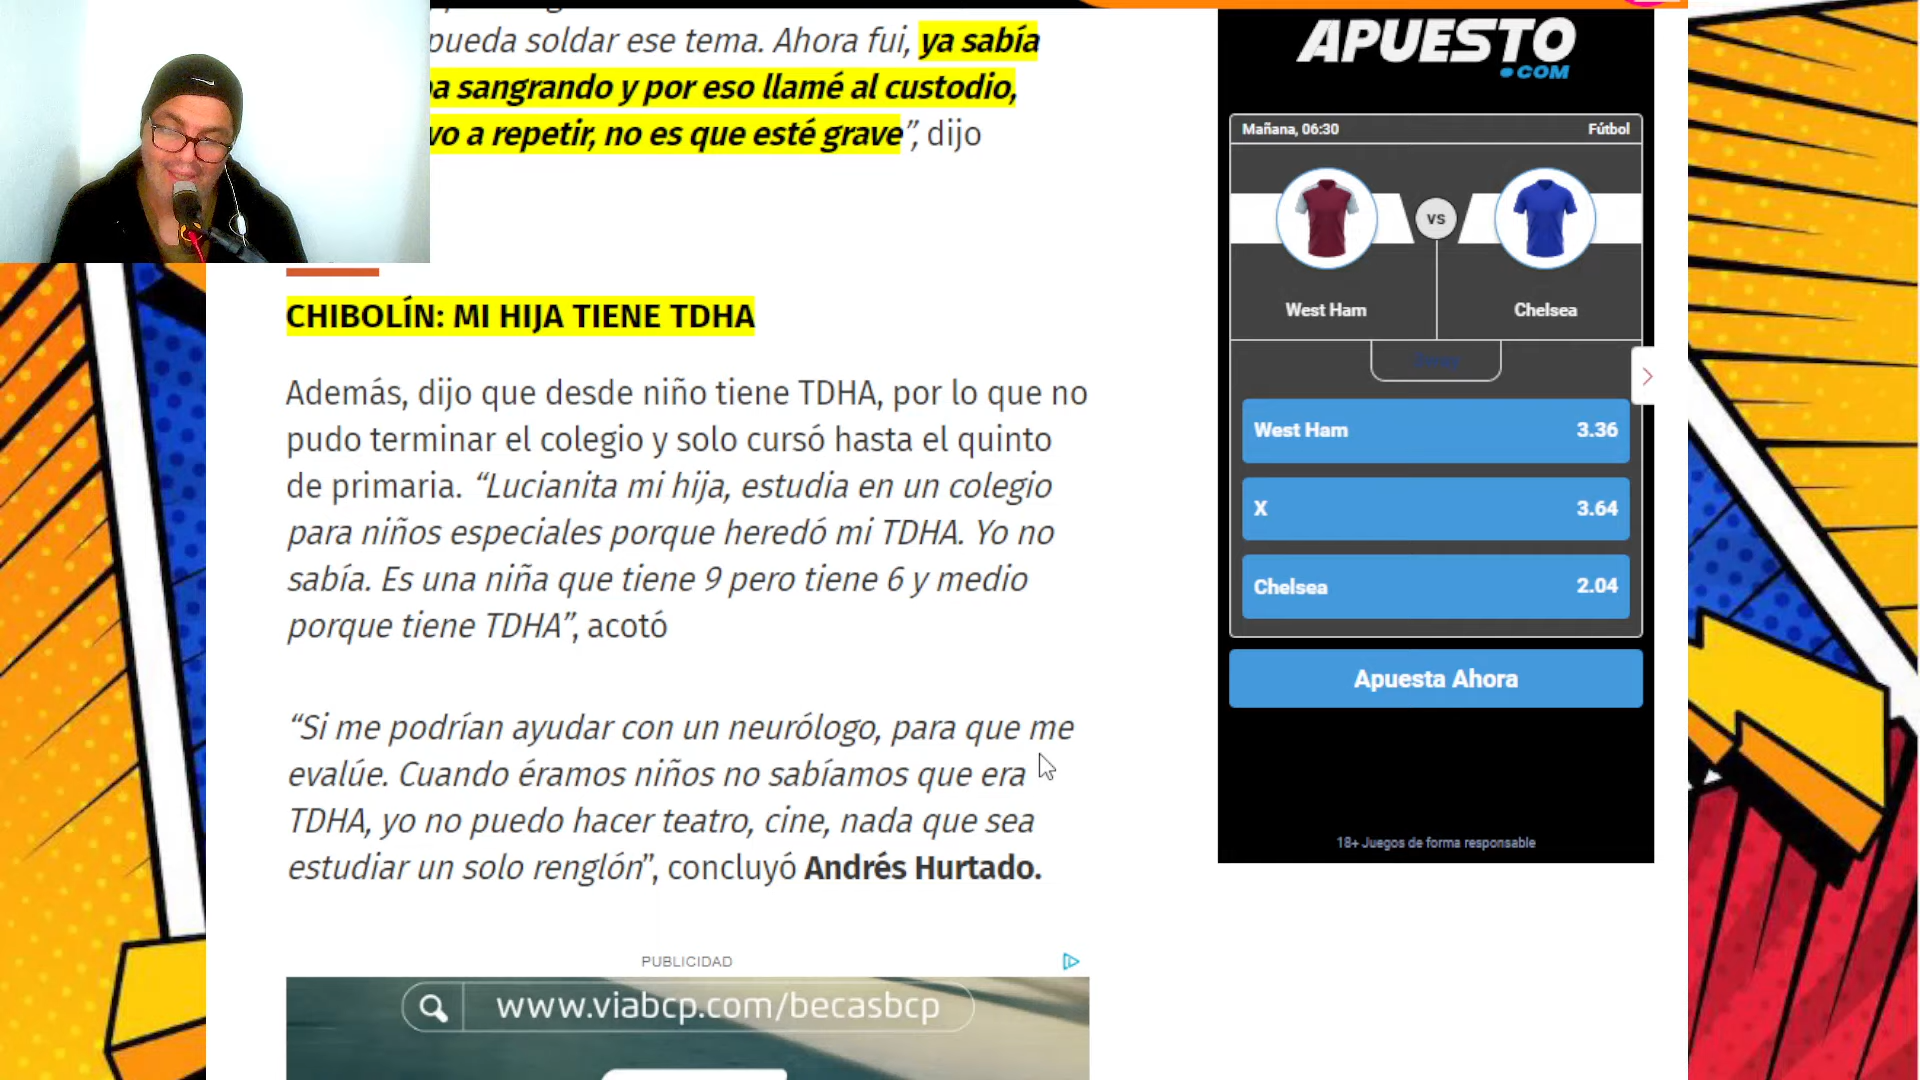 pueda soldar ese tema. Ahora fui, ya sabía
a sangrando y por eso llamé al custodio,
vo a repetir, no es que esté grave”, dijo
CHIBOLÍN: MI HIJA TIENE TDHA
Además, dijo que desde niño tiene TDHA, por lo que no
pudo terminar el colegio y solo cursó hasta el quinto
de primaria. “Lucianita mi hija, estudia en un colegio
para niños especiales porque heredó mi TDHA. Yo no
sabía. Es una niña que tiene 9 pero tiene 6 y medio
porque tiene TDHA”, acotó
“Si me podrían ayudar con un neurólogo, para que me
evalúe. Cuando éramos niños no sabíamos que era
TDHA, yo no puedo hacer teatro, cine, nada que sea
estudiar un solo renglón”, concluyó Andrés Hurtado.
PUBLICIDAD
www.viabcp.com/becasbcp
APUESTO
.COM
Mañana, 06:30 Fútbol
VS
West Ham Chelsea
West Ham 3.36
X 3.64
Chelsea 2.04
Apuesta Ahora
18+ Juegos de forma responsable